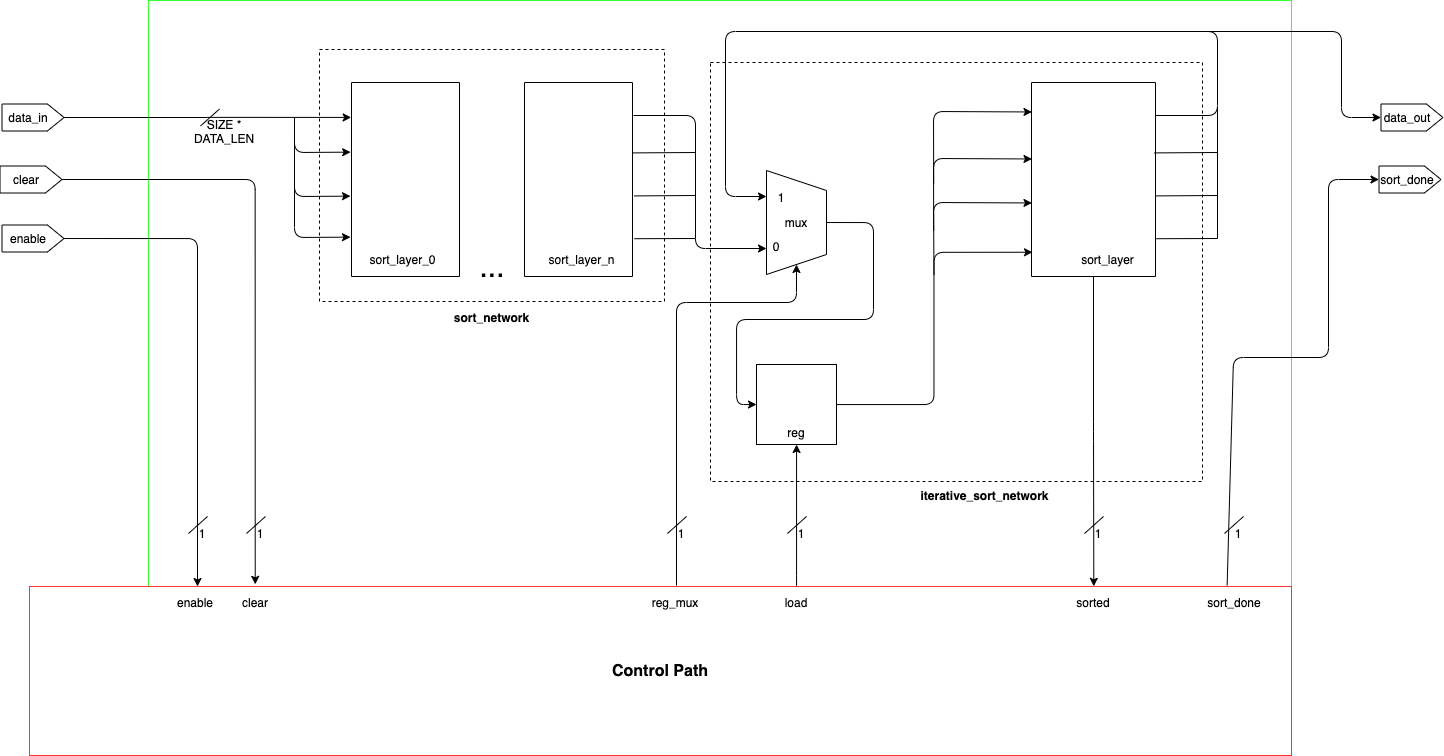 data_in
SIZE *
DATA_LEN
clear
enable
sort_layer_0
...
sort_layer_n
sort_network
1
mux
0
reg
sort_layer
iterative_sort_network
data_out
sort_done
1
1
1
1
1
1
enable
clear
reg_mux
load
sorted
sort_done
Control Path